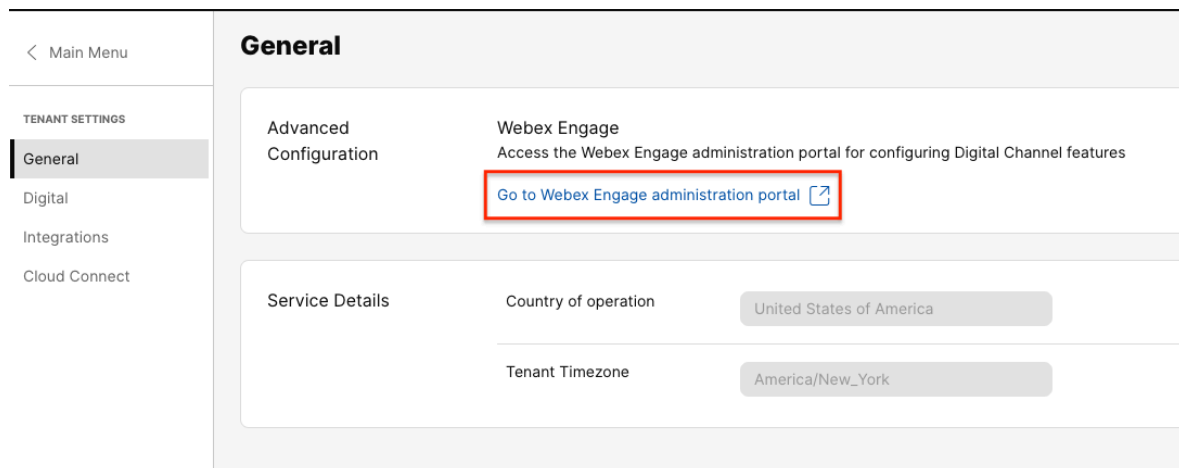 Main Menu
TENANT SETTINGS
General
Digital
Integrations
Cloud Connect
General
Advanced
Configuration
Webex Engage
Access the Webex Engage administration portal for configuring Digital Channel features
Go to Webex Engage administration portal
Service Details
Country of operation
United States of America
Tenant Timezone
America/New_York